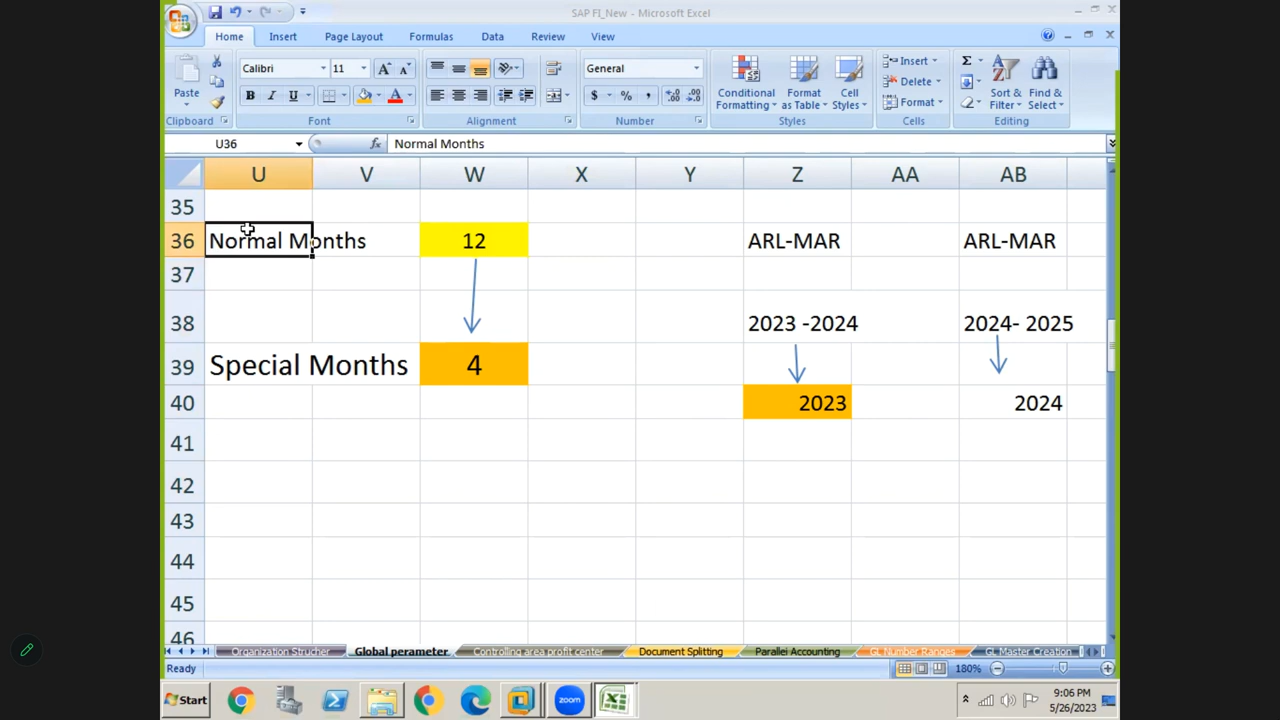 SAP FI_New - Microsoft Excel
Home Insert Page Layout Formulas Data Review View
Calibri 11 A A General Insert Σ
Delete
Paste B I U A $ % , .00 Conditional Formatting Format as Table Cell Styles Format Sort & Filter Find & Select
Clipboard Font Alignment Number Styles Cells Editing
U36 fx Normal Months
U V W X Y Z AA AB
35
36 Normal Months 12 ARL-MAR ARL-MAR
37
38 2023 -2024 2024- 2025
39 Special Months 4
40 2023 2024
41
42
43
44
45
46
Organization Strucher Global perameter Controlling area profit center Document Splitting Parallel Accounting GL Number Ranges GL Master Creation
Ready 180%
Start zoom 9:06 PM
5/26/2023